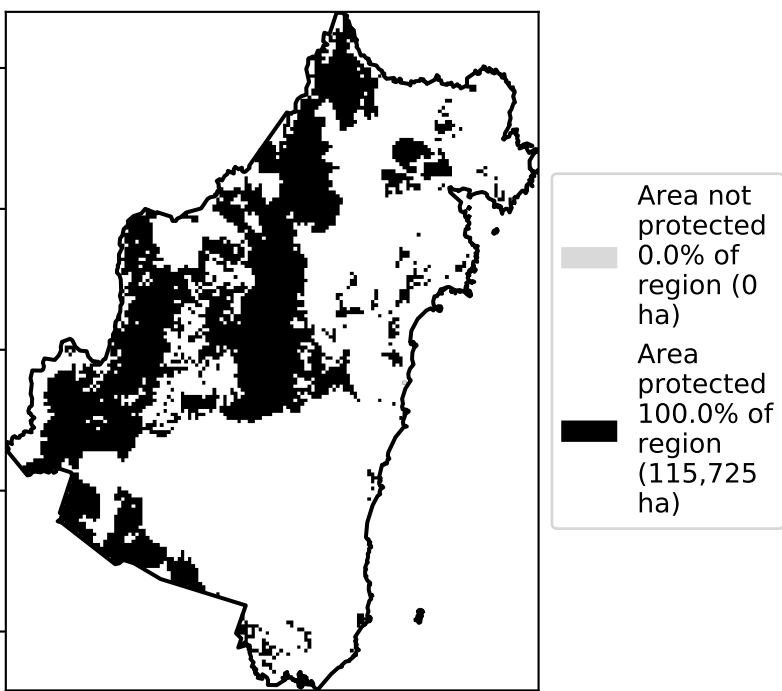 Area not
protected
0.0% of
region (0
ha)
Area
protected
100.0% of
region
(115,725
ha)